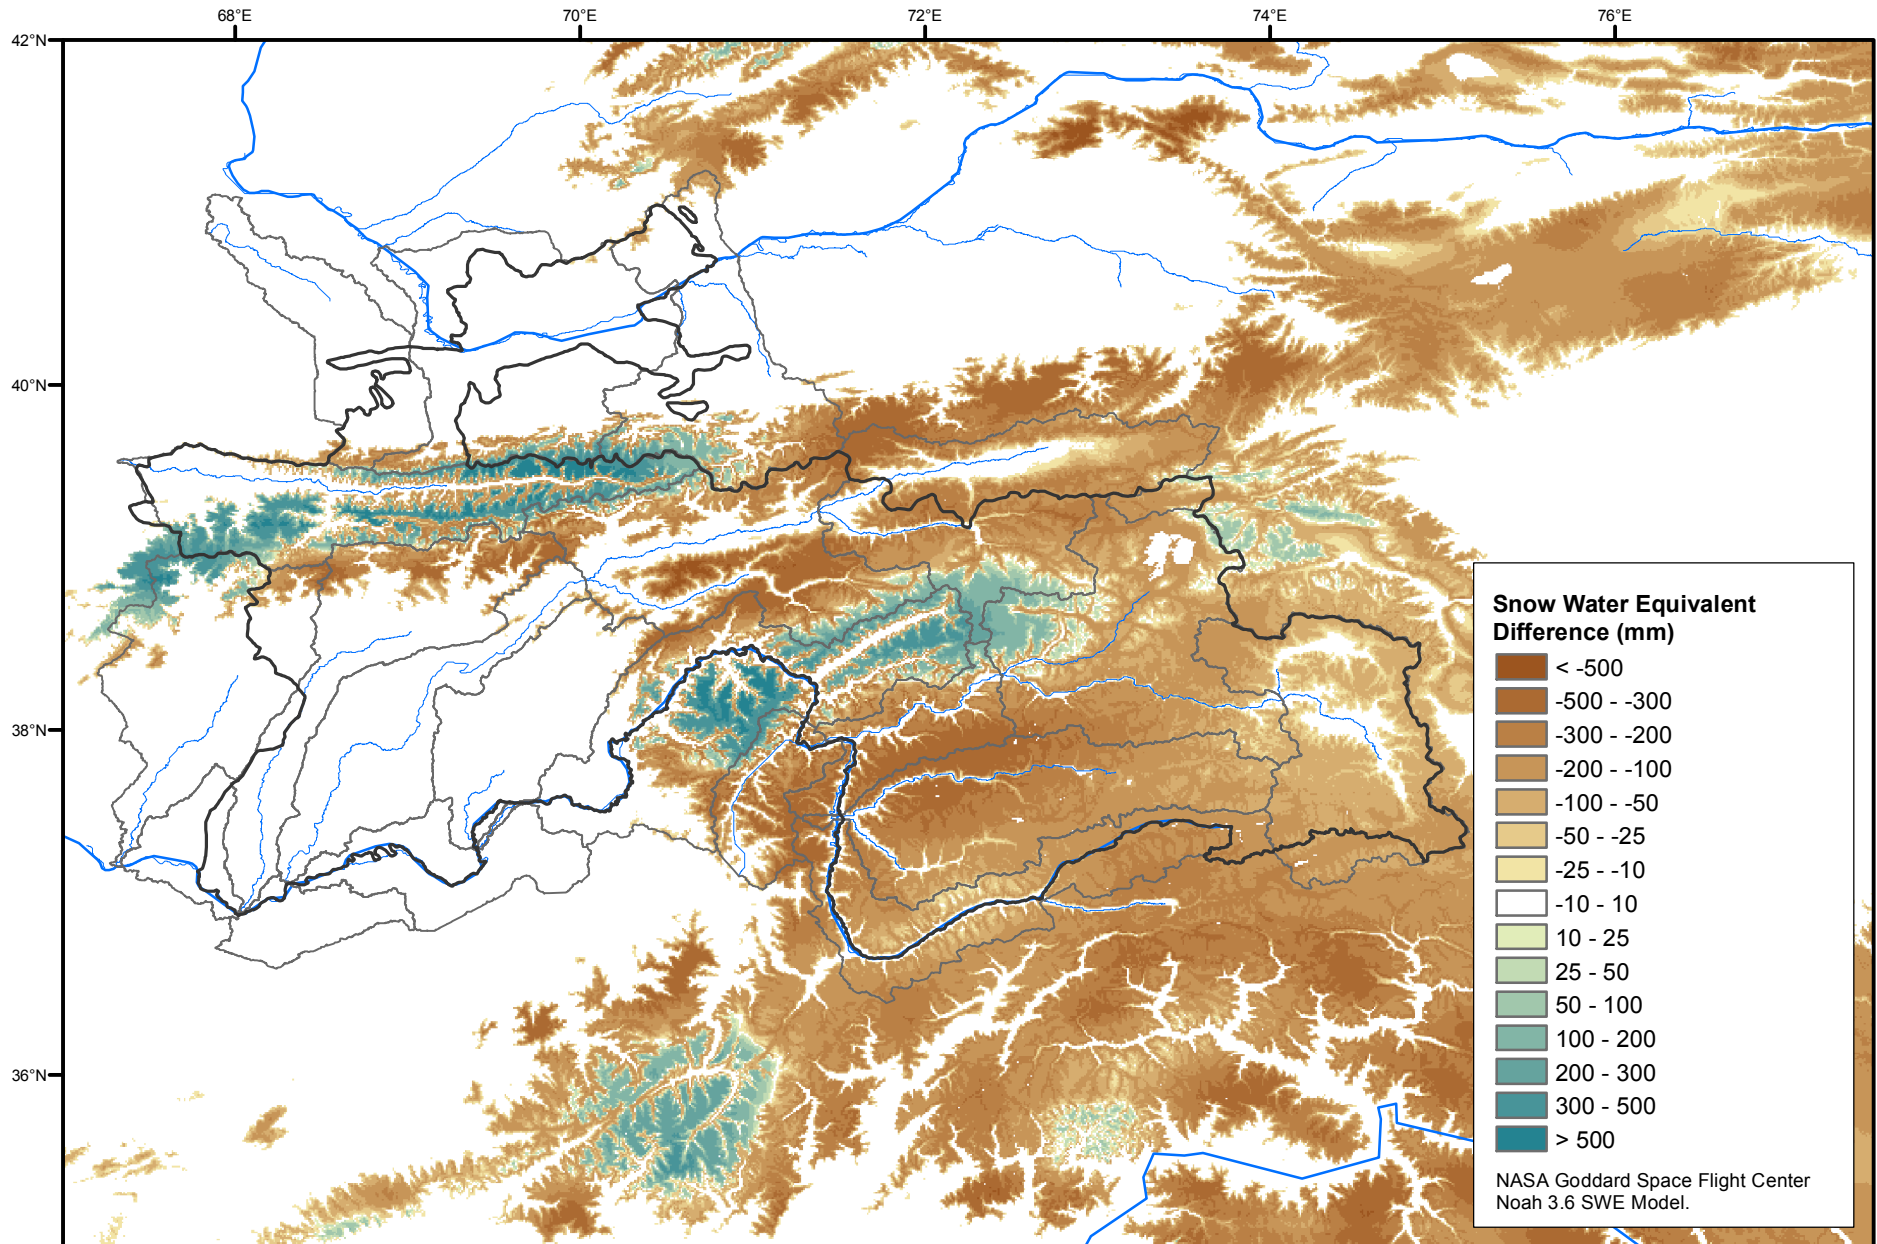 68°E 70°E 72°E 74°E 76°E
42°N
40°N
38°N
36°N
Snow Water Equivalent
Difference (mm)
< -500
-500 - -300
-300 - -200
-200 - -100
-100 - -50
-50 - -25
-25 - -10
-10 - 10
10 - 25
25 - 50
50 - 100
100 - 200
200 - 300
300 - 500
> 500
NASA Goddard Space Flight Center
Noah 3.6 SWE Model.